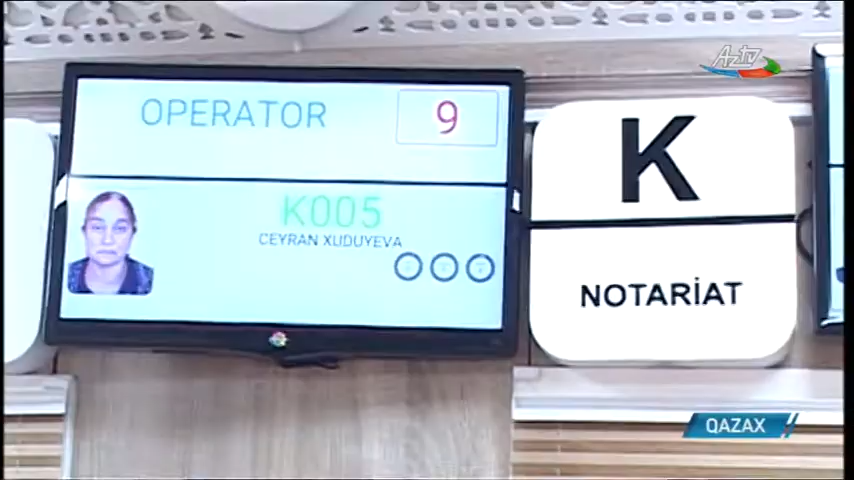 AzTV
OPERATOR 9
K005
CEYRAN XUDUYEVA
K
NOTARİAT
QAZAX